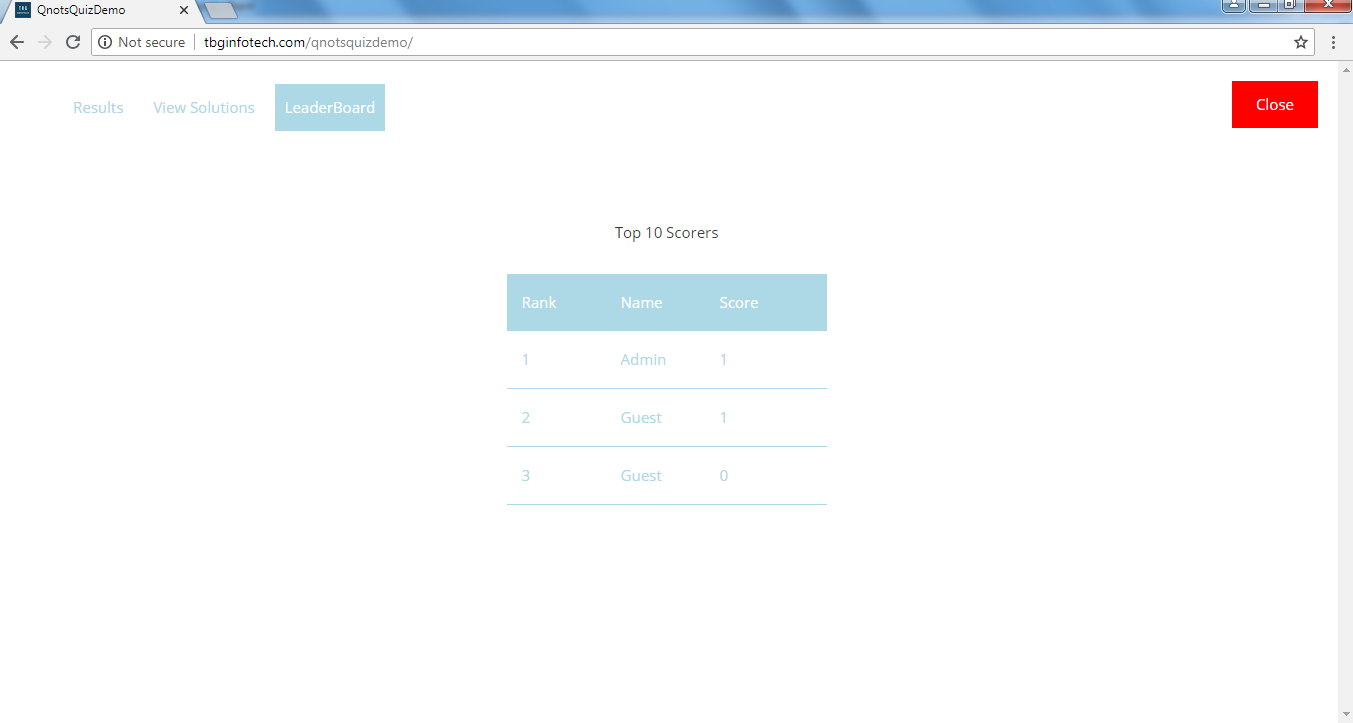 QnotsQuizDemo
Not secure tbginfotech.com/qnotsquizdemo/
Results View Solutions LeaderBoard Close
Top 10 Scorers
Rank Name Score
1 Admin 1
2 Guest 1
3 Guest 0